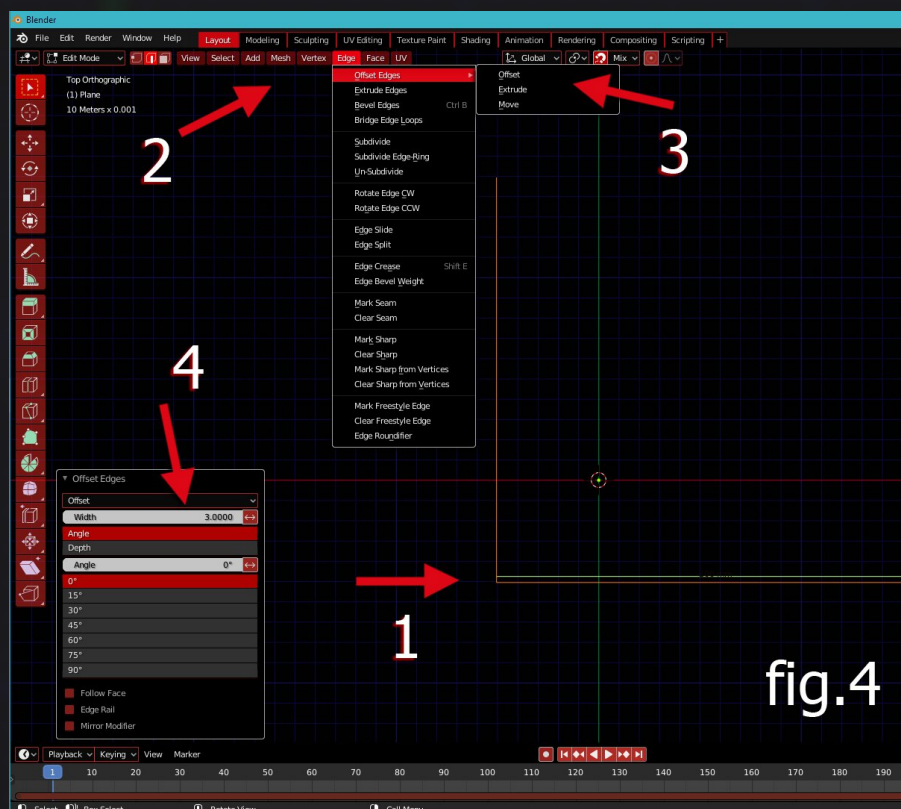 Blender
File Edit Render Window Help Layout Modeling Sculpting UV Editing Texture Paint Shading Animation Rendering Compositing Scripting +
Edit Mode View Select Add Mesh Vertex Edge Face UV Global Mix
Top Orthographic
(1) Plane
10 Meters x 0.001
Offset Edges
Extrude Edges
Bevel Edges Ctrl B
Bridge Edge Loops
Subdivide
Subdivide Edge-Ring
Un-Subdivide
Rotate Edge CW
Rotate Edge CCW
Edge Slide
Edge Split
Edge Crease Shift E
Edge Bevel Weight
Mark Seam
Clear Seam
Mark Sharp
Clear Sharp
Mark Sharp from Vertices
Clear Sharp from Vertices
Mark Freestyle Edge
Clear Freestyle Edge
Edge Roundifier
Offset
Extrude
Move
2
3
4
1
Offset Edges
Offset
Width 3.0000
Angle
Depth
Angle 0°
0°
15°
30°
45°
60°
75°
90°
Follow Face
Edge Rail
Mirror Modifier
fig.4
Playback Keying View Marker
1 10 20 30 40 50 60 70 80 90 100 110 120 130 140 150 160 170 180 190
Select Box Select Rotate View Call Menu